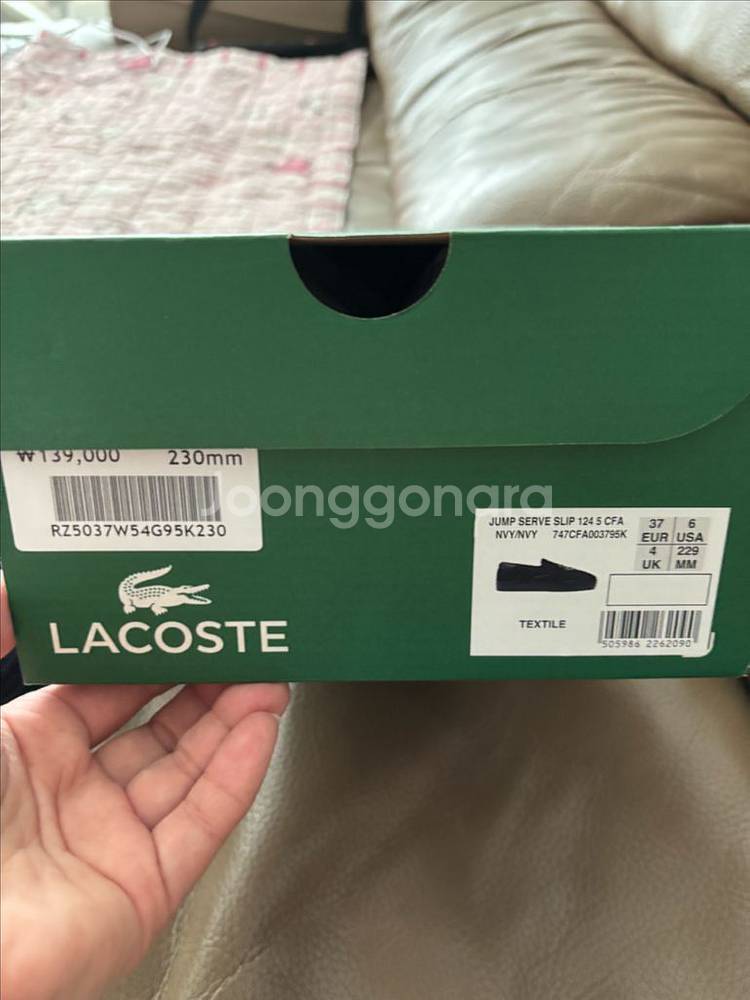 ₩139,000 230mm
RZ5037W54G95K230
LACOSTE
Joonggonara
JUMP SERVE SLIP 124 5 CFA
NVY/NVY 747CFA003795K
37 6
EUR USA
4 229
UK MM
TEXTILE
505986 2262090